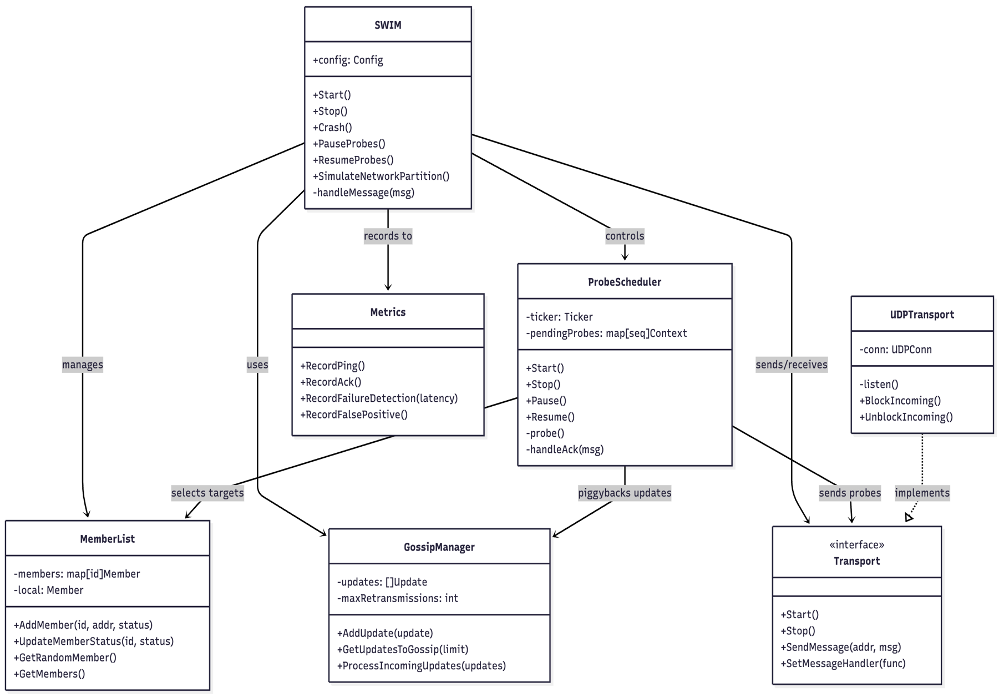 SWIM
+config: Config
+Start()
+Stop()
+Crash()
+PauseProbes()
+ResumeProbes()
+SimulateNetworkPartition()
-handleMessage(msg)
records to
controls
manages
uses
sends/receives
Metrics
+RecordPing()
+RecordAck()
+RecordFailureDetection(latency)
+RecordFalsePositive()
ProbeScheduler
-ticker: Ticker
-pendingProbes: map[seq]Context
+Start()
+Stop()
+Pause()
+Resume()
-probe()
-handleAck(msg)
UDPTransport
-conn: UDPConn
-listen()
+BlockIncoming()
+UnblockIncoming()
selects targets
piggybacks updates
sends probes
implements
MemberList
-members: map[id]Member
-local: Member
+AddMember(id, addr, status)
+UpdateMemberStatus(id, status)
+GetRandomMember()
+GetMembers()
GossipManager
-updates: []Update
-maxRetransmissions: int
+AddUpdate(update)
+GetUpdatesToGossip(limit)
+ProcessIncomingUpdates(updates)
«interface»
Transport
+Start()
+Stop()
+SendMessage(addr, msg)
+SetMessageHandler(func)